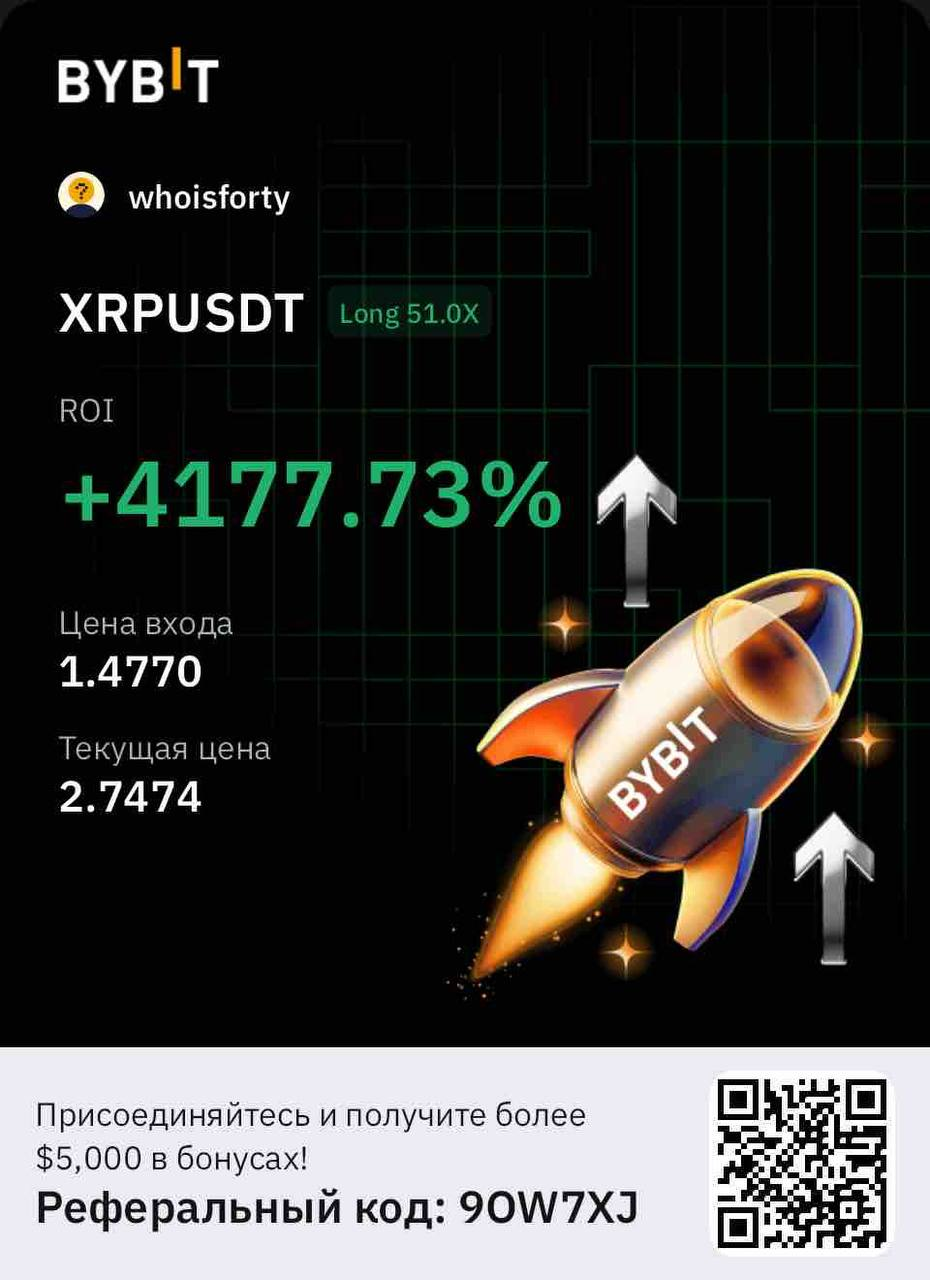 BYBIT
whoisforty
XRPUSDT Long 51.0X
ROI
+4177.73%
Цена входа
1.4770
Текущая цена
2.7474
BYBIT
Присоединяйтесь и получите более
$5,000 в бонусах!
Реферальный код: 9OW7XJ